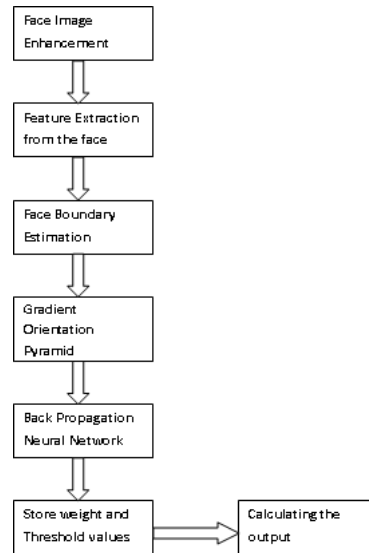 Face Image
Enhancement
Feature Extraction
from the face
Face Boundary
Estimation
Gradient
Orientation
Pyramid
Back Propagation
Neural Network
Store weight and
Threshold values
Calculating the
output